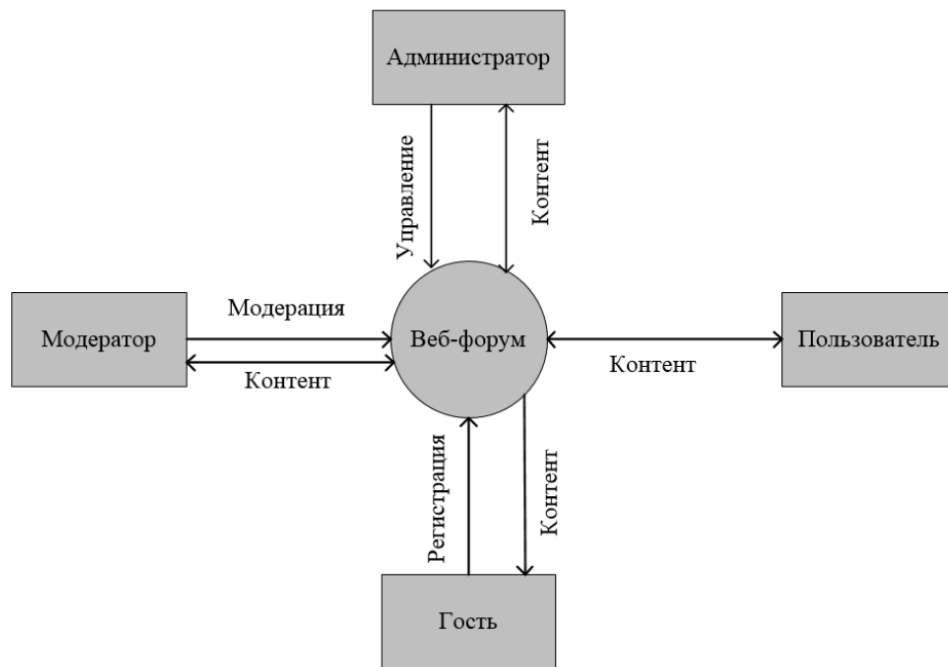 Администратор
Управление
Контент
Модератор
Модерация
Контент
Веб-форум
Контент
Пользователь
Регистрация
Контент
Гость